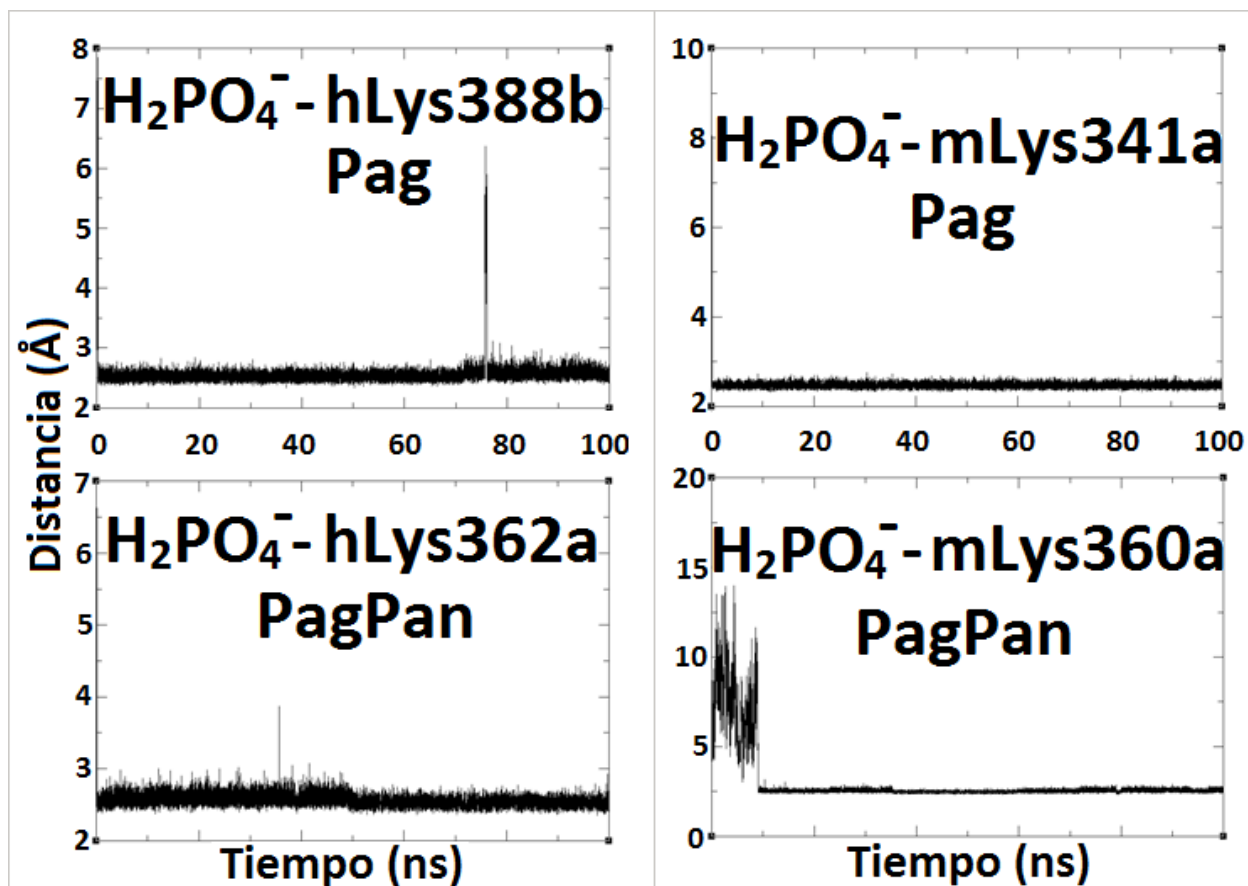 8
7
6
5
4
3
2
H₂PO₄⁻- hLys388b
Pag
0 20 40 60 80 100
10
8
6
4
2
H₂PO₄⁻- mLys341a
Pag
0 20 40 60 80 100
Distancia (Å)
7
6
5
4
3
2
H₂PO₄⁻- hLys362a
PagPan
Tiempo (ns)
20
15
10
5
0
H₂PO₄⁻- mLys360a
PagPan
Tiempo (ns)